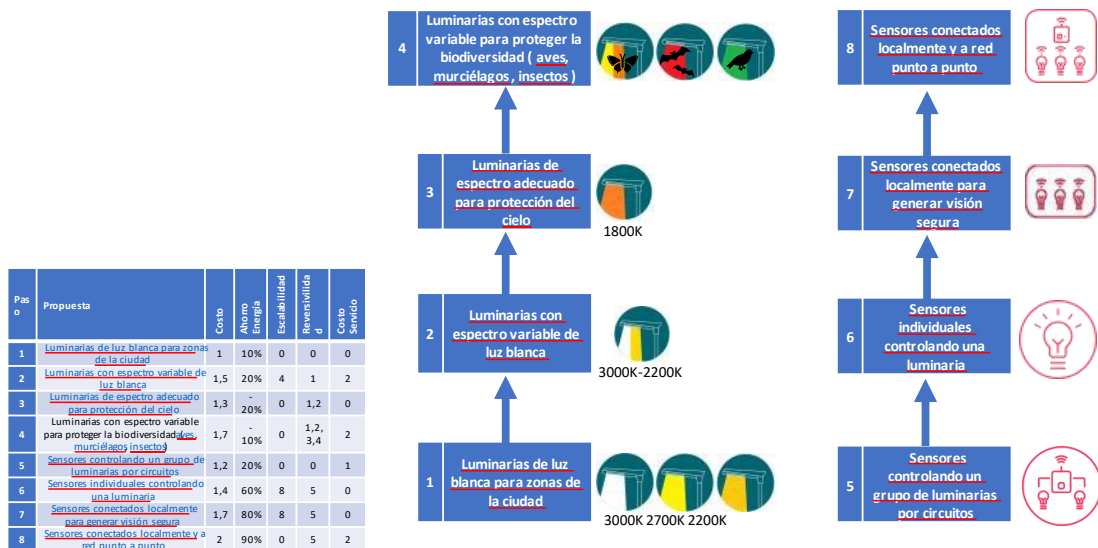 Pas
o
Propuesta
Costo
Ahorro
Energía
Escalabilidad
Reversivilida
d
Costo
Servicio
1
Luminarias de luz blanca para zonas
de la ciudad
1
10%
0
0
0
2
Luminarias con espectro variable de
luz blanca
1,5
20%
4
1
2
3
Luminarias de espectro adecuado
para protección del cielo
1,3
-
20%
0
1,2
0
4
Luminarias con espectro variable
para proteger la biodiversidad (aves,
murciélagos, insectos)
1,7
-
10%
0
1,2,
3,4
2
5
Sensores controlando un grupo de
luminarias por circuitos
1,2
20%
0
0
1
6
Sensores individuales controlando
una luminaria
1,4
60%
8
5
0
7
Sensores conectados localmente
para generar visión segura
1,7
80%
8
5
0
8
Sensores conectados localmente y a
red punto a punto
2
90%
0
5
2
4
Luminarias con espectro
variable para proteger la
biodiversidad ( aves,
murciélagos , insectos )
3
Luminarias de
espectro adecuado
para protección del
cielo
1800K
2
Luminarias con
espectro variable de
luz blanca
3000K-2200K
1
Luminarias de luz
blanca para zonas de
la ciudad
3000K 2700K 2200K
8
Sensores conectados
localmente y a red
punto a punto
7
Sensores conectados
localmente para
generar visión
segura
6
Sensores
individuales
controlando una
luminaria
5
Sensores
controlando un
grupo de luminarias
por circuitos